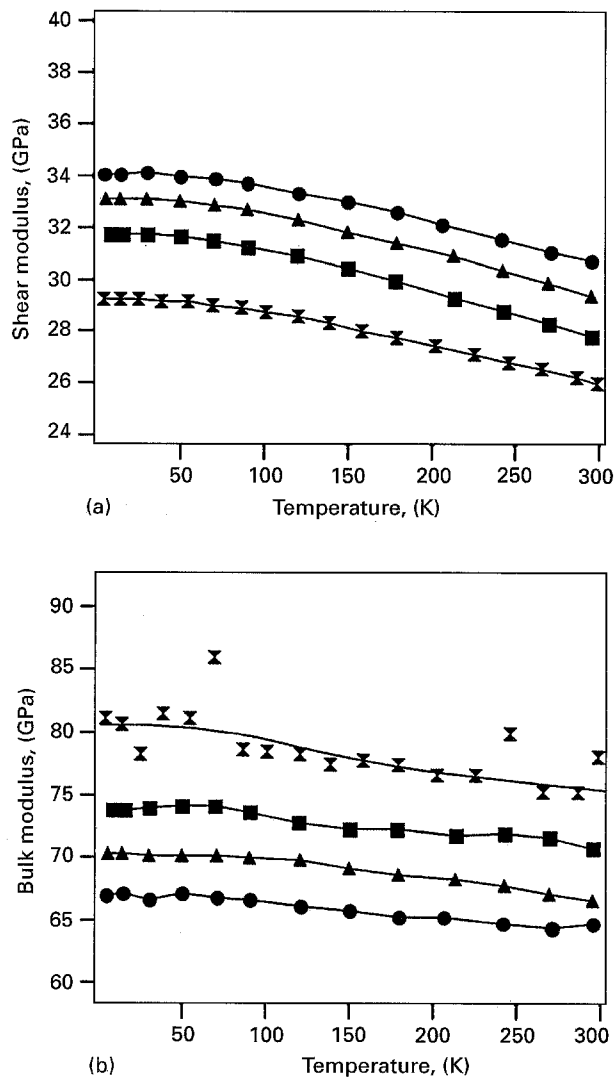 40
38
36
34
32
31
28
26
24
Shear modulus, (GPa)
50 100 150 200 250 300
(a) Temperature, (K)
90
85
80
75
70
65
60
Bulk modulus, (GPa)
50 100 150 200 250 300
(b) Temperature, (K)